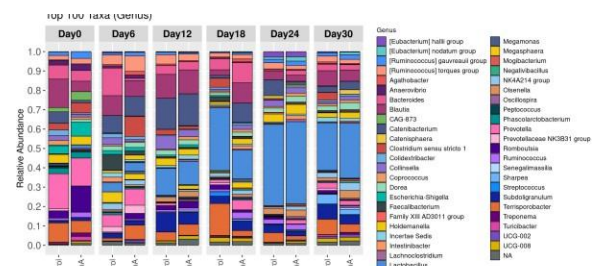 Top 100 Taxa (Genus)
Day0 Day6 Day12 Day18 Day24 Day30
Relative Abundance
1.0
0.9
0.8
0.7
0.6
0.5
0.4
0.3
0.2
0.1
0.0
Genus
[Eubacterium] hallii group
[Eubacterium] nodatum group
[Ruminococcus] gauvreauii group
[Ruminococcus] torques group
Agathobacter
Anaerovibrio
Bacteroides
Blautia
CAG-873
Catenibacterium
Catenisphaera
Clostridium sensu stricto 1
Colidextribacter
Collinsella
Coprococcus
Dorea
Escherichia-Shigella
Faecalibacterium
Family XIII AD3011 group
Holdemanella
Incertae Sedis
Intestinibacter
Lachnoclostridium
Lactobacillus
Megamonas
Megasphaera
Mogibacterium
Negativibacillus
NK4A214 group
Olsenella
Oscillospira
Peptococcus
Phascolarctobacterium
Prevotella
Prevotellaceae NK3B31 group
Romboutsia
Ruminococcus
Senegalimassilia
Sharpea
Streptococcus
Subdoligranulum
Terrisporobacter
Treponema
Turicibacter
UCG-002
UCG-008
NA